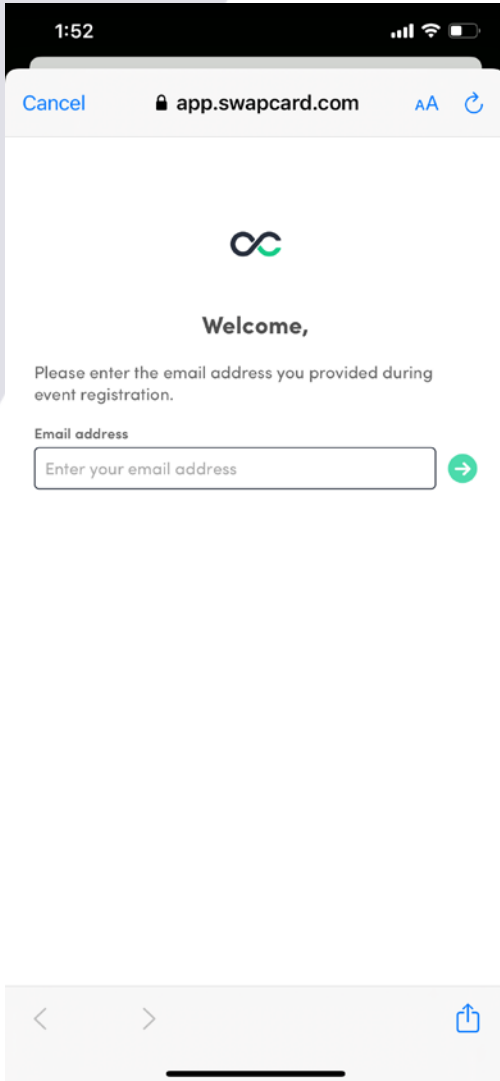 1:52
Cancel
app.swapcard.com
AA
Welcome,
Please enter the email address you provided during
event registration.
Email address
Enter your email address